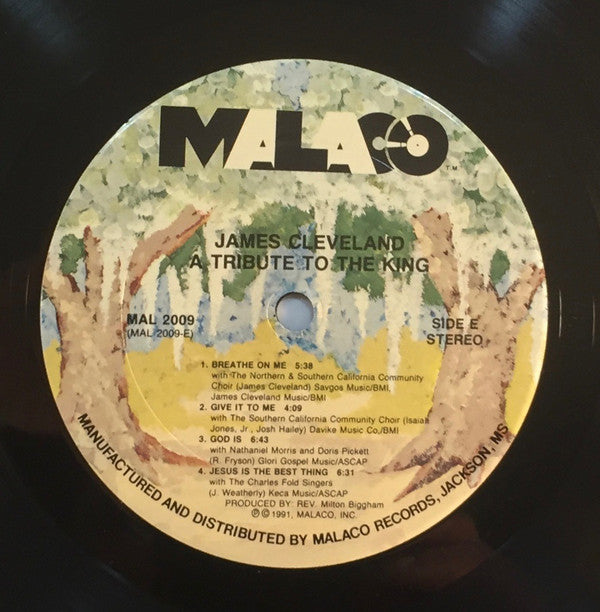 MALACO
T.M.
JAMES CLEVELAND
A TRIBUTE TO THE KING
MAL 2009
(MAL 2009-E)
SIDE E
STEREO
1. BREATHE ON ME 5:38
with The Northern & Southern California Community
Choir (James Cleveland) Savgos Music/BMI,
James Cleveland Music/BMI
2. GIVE IT TO ME 4:09
with The Southern California Community Choir (Isaiah
Jones, Jr., Josh Hailey) Davike Music Co./BMI
3. GOD IS 6:43
with Nathaniel Morris and Doris Pickett
(R. Fryson) Glori Gospel Music/ASCAP
4. JESUS IS THE BEST THING 6:31
with The Charles Fold Singers
(J. Weatherly) Keca Music/ASCAP
PRODUCED BY: REV. Milton Biggham
℗ © 1991, MALACO, INC.
MANUFACTURED AND DISTRIBUTED BY MALACO RECORDS, JACKSON, MS